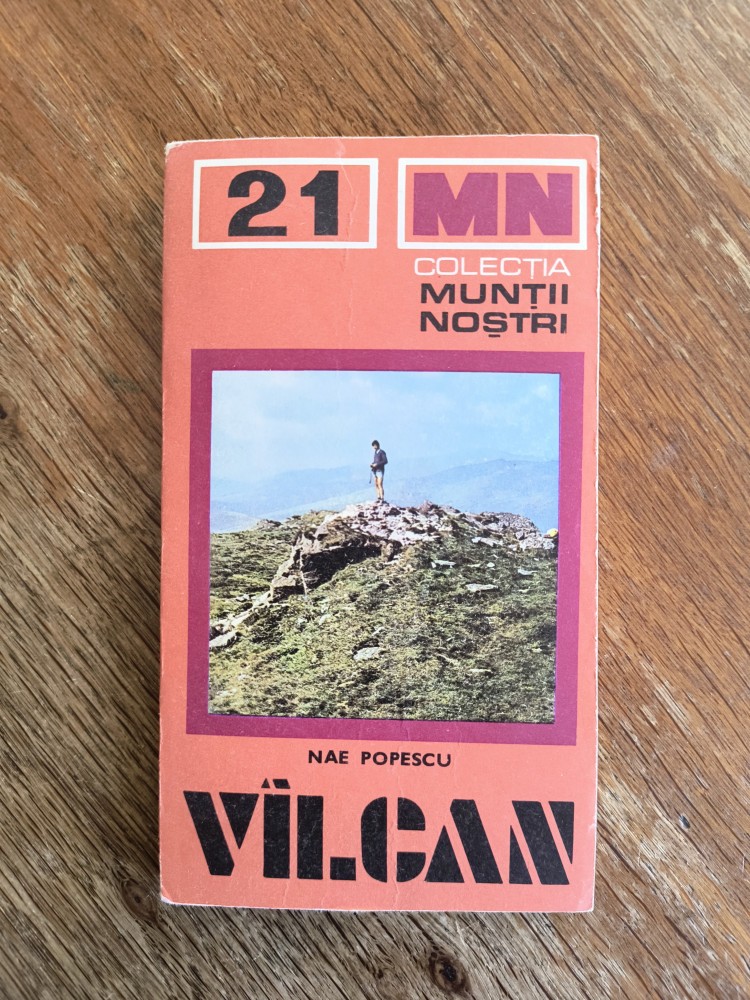 21
MN
COLECȚIA
MUNȚII
NOȘTRI
NAE POPESCU
VÎLCAN